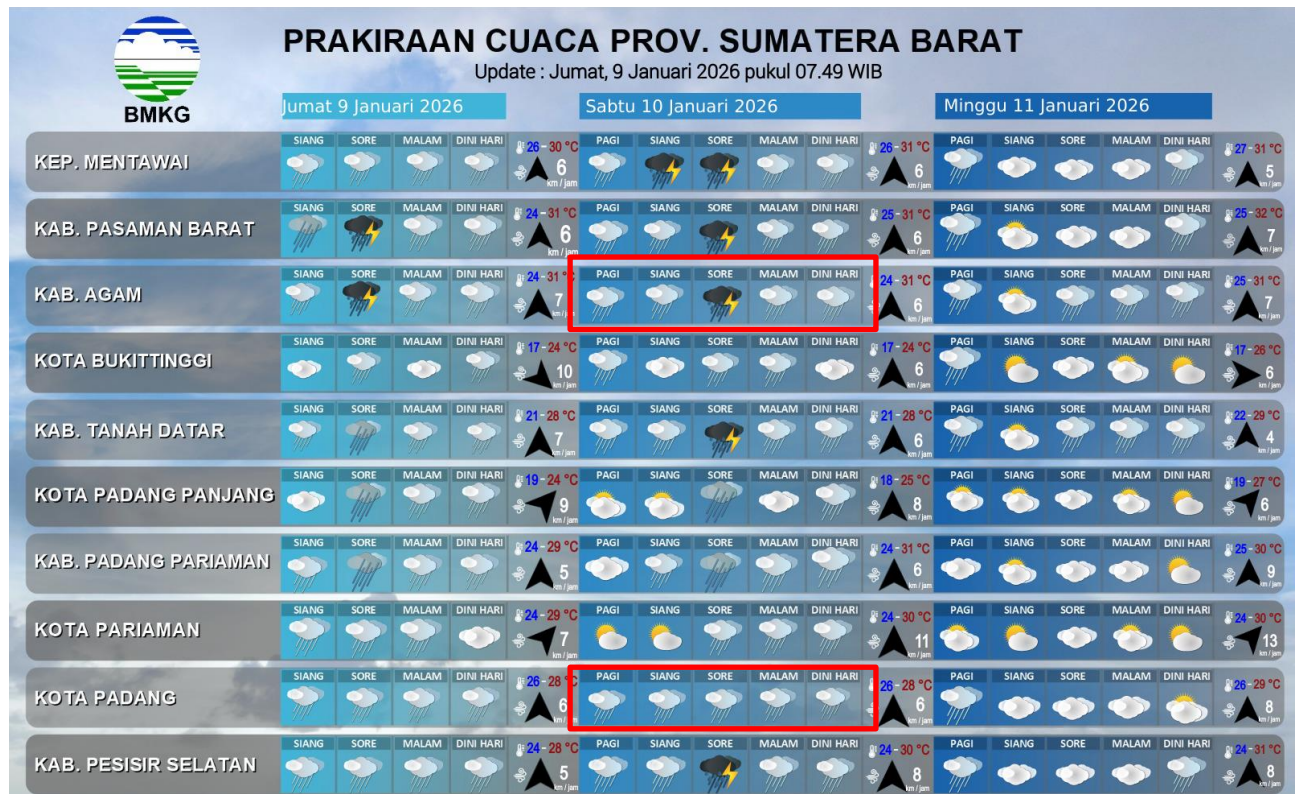 PRAKIRAAN CUACA PROV. SUMATERA BARAT
Update : Jumat, 9 Januari 2026 pukul 07.49 WIB
BMKG
Jumat 9 Januari 2026 Sabtu 10 Januari 2026 Minggu 11 Januari 2026
SIANG SORE MALAM DINI HARI 26 - 30 °C PAGI SIANG SORE MALAM DINI HARI 26 - 31 °C PAGI SIANG SORE MALAM DINI HARI 27 - 31 °C
KEP. MENTAWAI 6 km / jam 6 km / jam 5 km / jam
SIANG SORE MALAM DINI HARI 24 - 31 °C PAGI SIANG SORE MALAM DINI HARI 25 - 31 °C PAGI SIANG SORE MALAM DINI HARI 25 - 32 °C
KAB. PASAMAN BARAT 6 km / jam 6 km / jam 7 km / jam
SIANG SORE MALAM DINI HARI 24 - 31 °C PAGI SIANG SORE MALAM DINI HARI 24 - 31 °C PAGI SIANG SORE MALAM DINI HARI 25 - 31 °C
KAB. AGAM 7 km / jam 6 km / jam 7 km / jam
SIANG SORE MALAM DINI HARI 17 - 24 °C PAGI SIANG SORE MALAM DINI HARI 17 - 24 °C PAGI SIANG SORE MALAM DINI HARI 17 - 26 °C
KOTA BUKITTINGGI 10 km / jam 6 km / jam 6 km / jam
SIANG SORE MALAM DINI HARI 21 - 28 °C PAGI SIANG SORE MALAM DINI HARI 21 - 28 °C PAGI SIANG SORE MALAM DINI HARI 22 - 29 °C
KAB. TANAH DATAR 7 km / jam 6 km / jam 4 km / jam
SIANG SORE MALAM DINI HARI 19 - 24 °C PAGI SIANG SORE MALAM DINI HARI 18 - 25 °C PAGI SIANG SORE MALAM DINI HARI 19 - 27 °C
KOTA PADANG PANJANG 9 km / jam 8 km / jam 6 km / jam
SIANG SORE MALAM DINI HARI 24 - 29 °C PAGI SIANG SORE MALAM DINI HARI 24 - 31 °C PAGI SIANG SORE MALAM DINI HARI 25 - 30 °C
KAB. PADANG PARIAMAN 5 km / jam 6 km / jam 9 km / jam
SIANG SORE MALAM DINI HARI 24 - 29 °C PAGI SIANG SORE MALAM DINI HARI 24 - 30 °C PAGI SIANG SORE MALAM DINI HARI 24 - 30 °C
KOTA PARIAMAN 7 km / jam 11 km / jam 13 km / jam
SIANG SORE MALAM DINI HARI 26 - 28 °C PAGI SIANG SORE MALAM DINI HARI 26 - 28 °C PAGI SIANG SORE MALAM DINI HARI 26 - 29 °C
KOTA PADANG 6 km / jam 6 km / jam 8 km / jam
SIANG SORE MALAM DINI HARI 24 - 28 °C PAGI SIANG SORE MALAM DINI HARI 24 - 30 °C PAGI SIANG SORE MALAM DINI HARI 24 - 31 °C
KAB. PESISIR SELATAN 5 km / jam 8 km / jam 8 km / jam